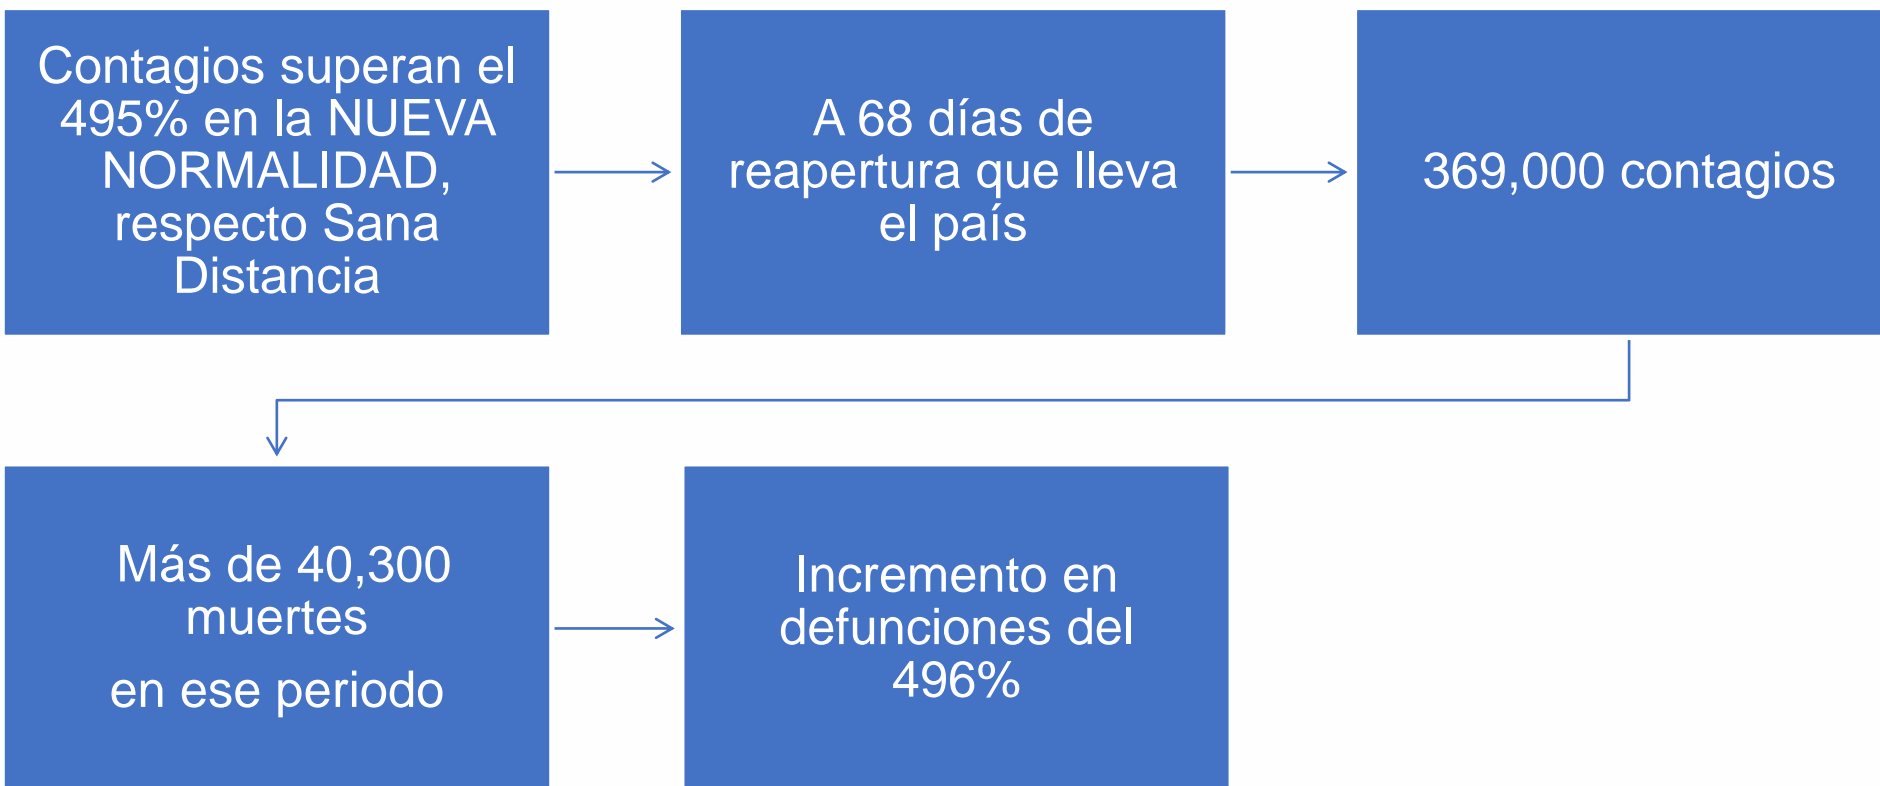 Contagios superan el
495% en la NUEVA
NORMALIDAD,
respecto Sana
Distancia
A 68 días de
reapertura que lleva
el país
369,000 contagios
Más de 40,300
muertes
en ese periodo
Incremento en
defunciones del
496%